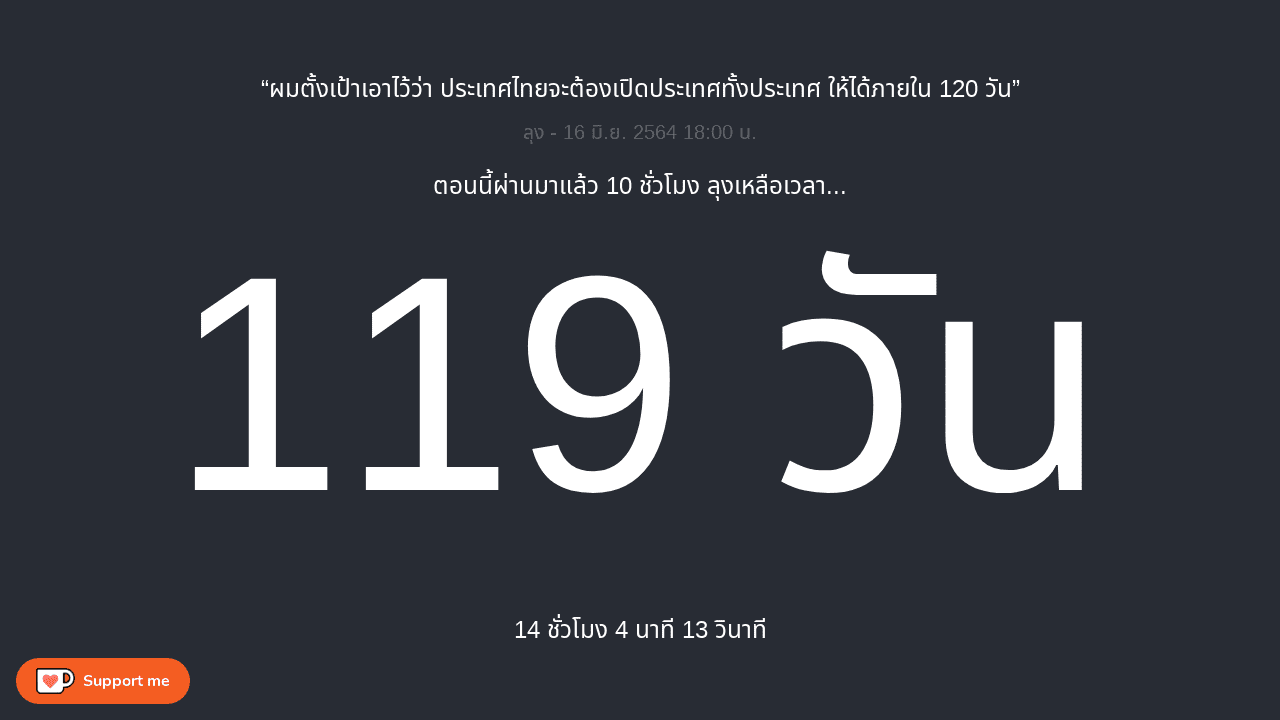 “ผมตั้งเป้าเอาไว้ว่า ประเทศไทยจะต้องเปิดประเทศทั้งประเทศ ให้ได้ภายใน 120 วัน”
ลุง - 16 มิ.ย. 2564 18:00 น.
ตอนนี้ผ่านมาแล้ว 10 ชั่วโมง ลุงเหลือเวลา...
119 วัน
14 ชั่วโมง 4 นาที 13 วินาที
Support me